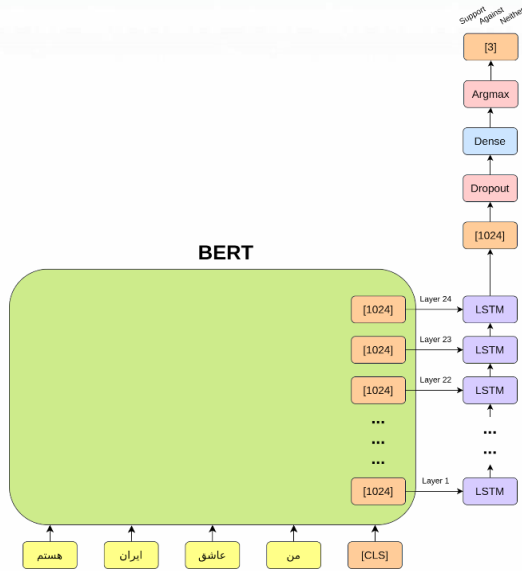 Support Against Neither
[3]
Argmax
Dense
Dropout
[1024]
BERT
[1024] Layer 24 LSTM
[1024] Layer 23 LSTM
[1024] Layer 22 LSTM
... ...
... ...
...
[1024] Layer 1 LSTM
هستم ایران عاشق من [CLS]